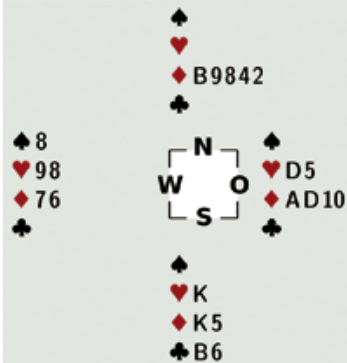 ♠
♥
♦ B9842
♣
♠ 8
♥ 98
♦ 76
♣
N
W O
S
♠
♥ D5
♦ AD10
♣
♠
♥ K
♦ K5
♣ B6